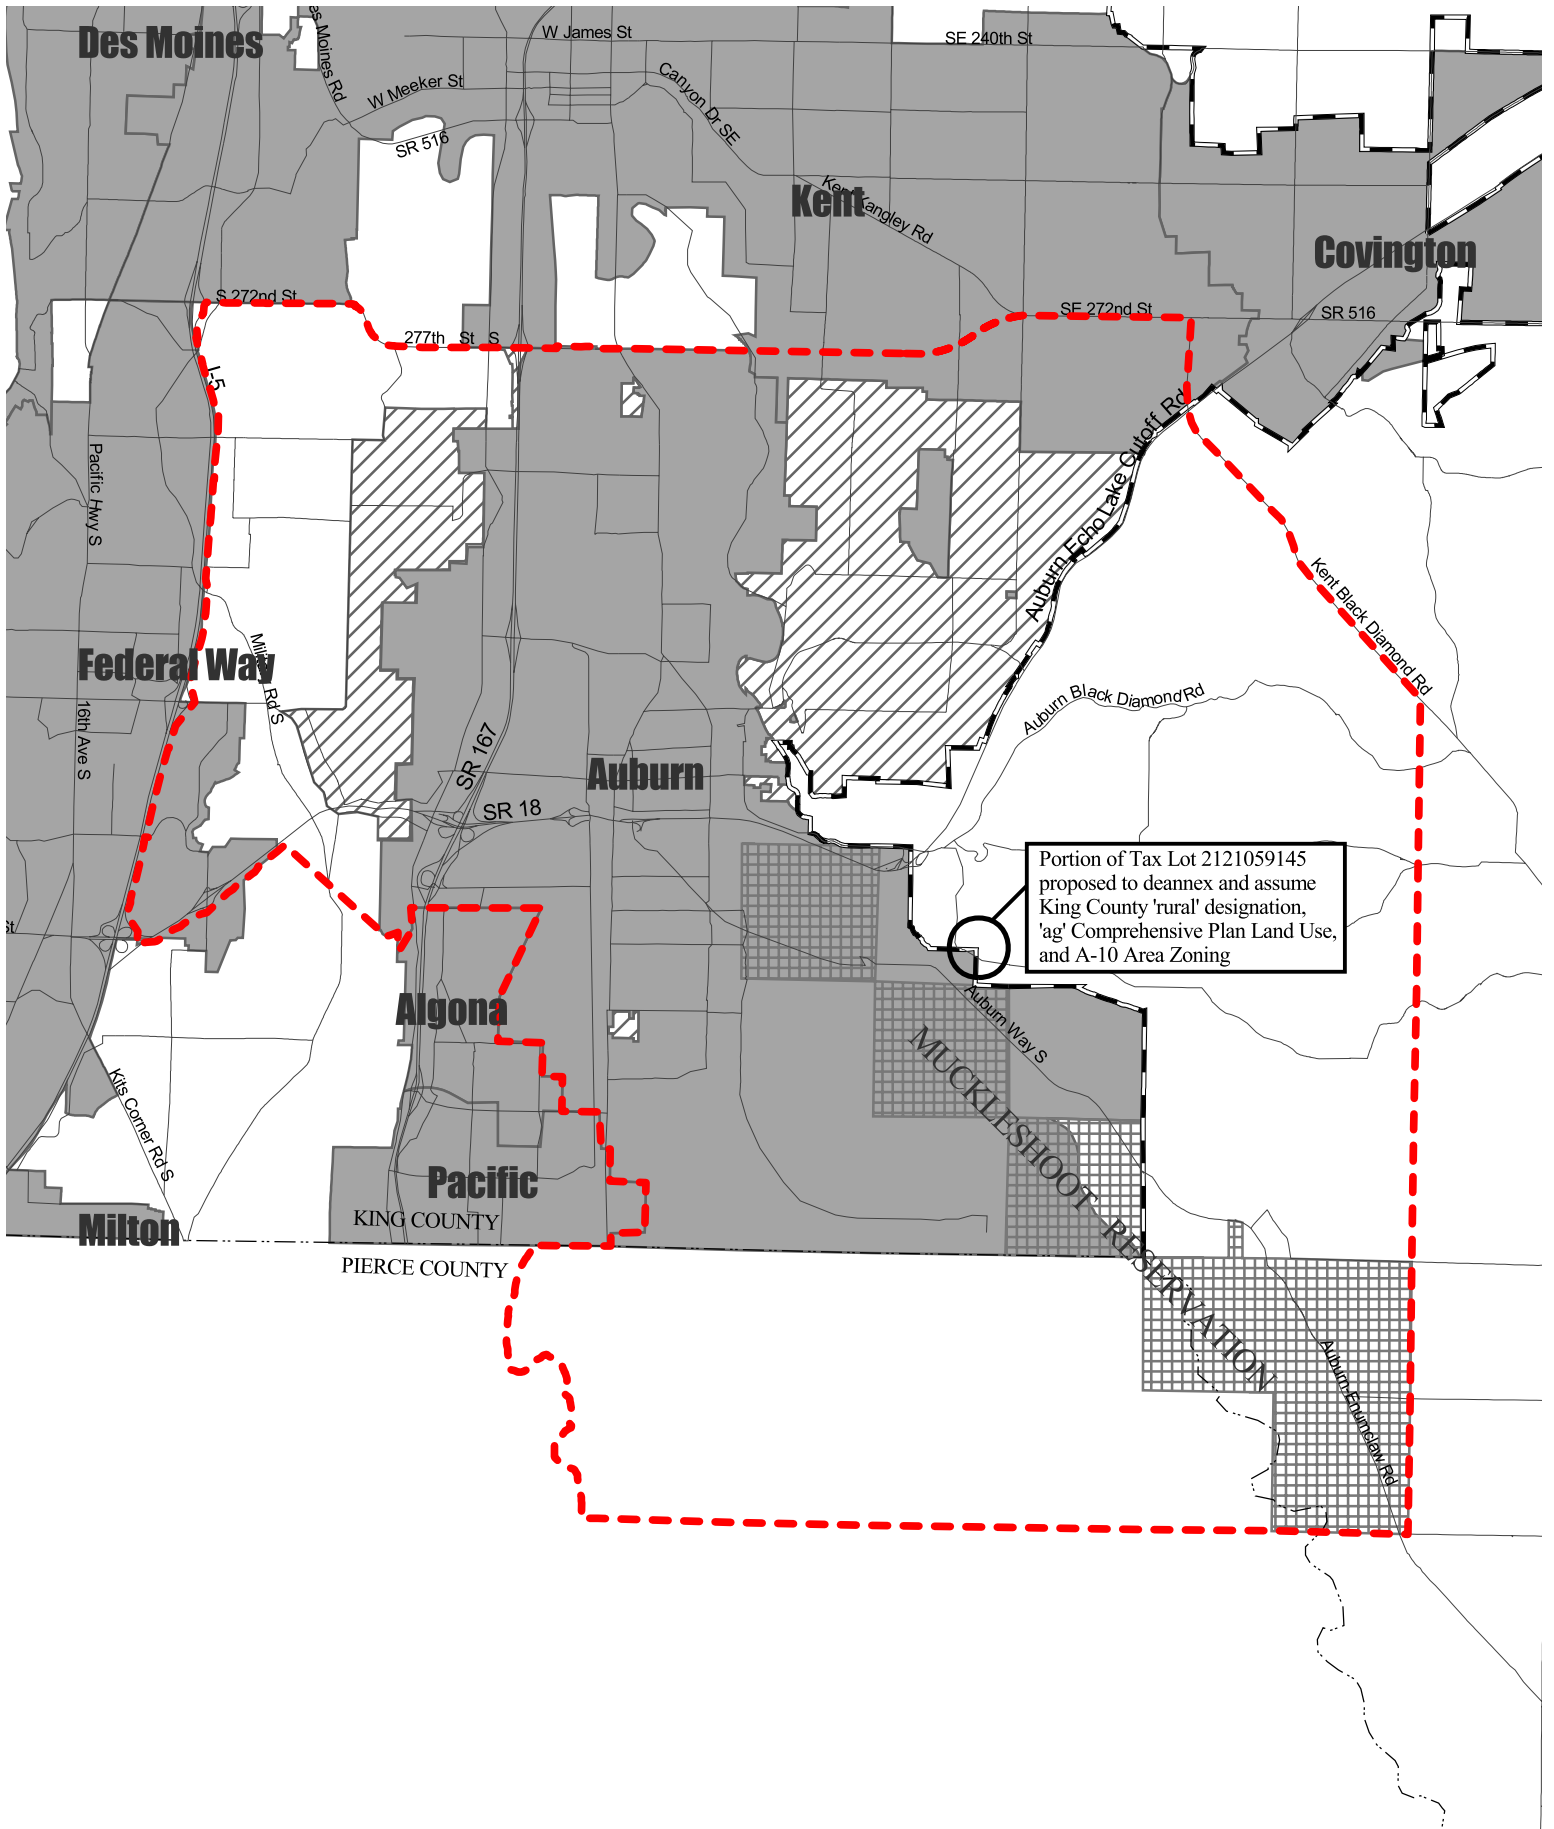 Des Moines
es Moines Rd
W James St
SE 240th St
W Meeker St
Canyon Dr SE
SR 516
Kent
Kent Kangley Rd
Covington
S 272nd St
277th St S
SE 272nd St
SR 516
I-5
Pacific Hwy S
Auburn Echo Lake Cutoff Rd
Kent Black Diamond Rd
Federal Way
Military Rd S
16th Ave S
Auburn Black Diamond Rd
SR 167
Auburn
SR 18
Portion of Tax Lot 2121059145
proposed to deannex and assume
King County 'rural' designation,
'ag' Comprehensive Plan Land Use,
and A-10 Area Zoning
St
Algona
Auburn Way S
MUCKLESHOOT RESERVATION
Kits Corner Rd S
Pacific
KING COUNTY
Milton
PIERCE COUNTY
Auburn-Enumclaw Rd